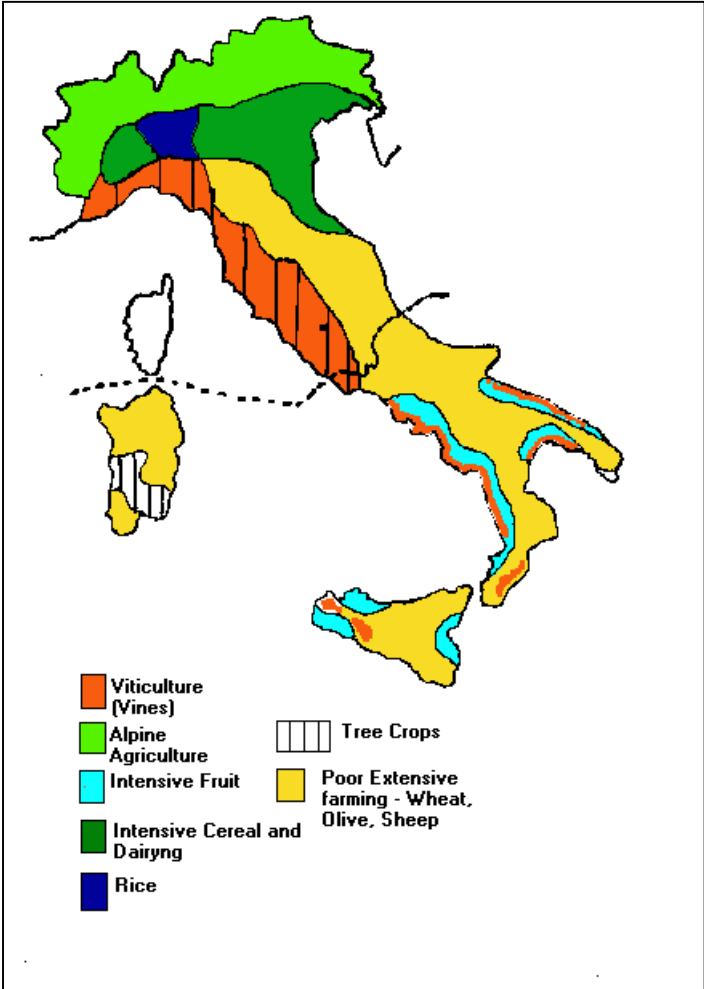 Viticulture
(Vines)
Alpine
Agriculture
Intensive Fruit
Intensive Cereal and
Dairyng
Rice
Tree Crops
Poor Extensive
farming - Wheat,
Olive, Sheep